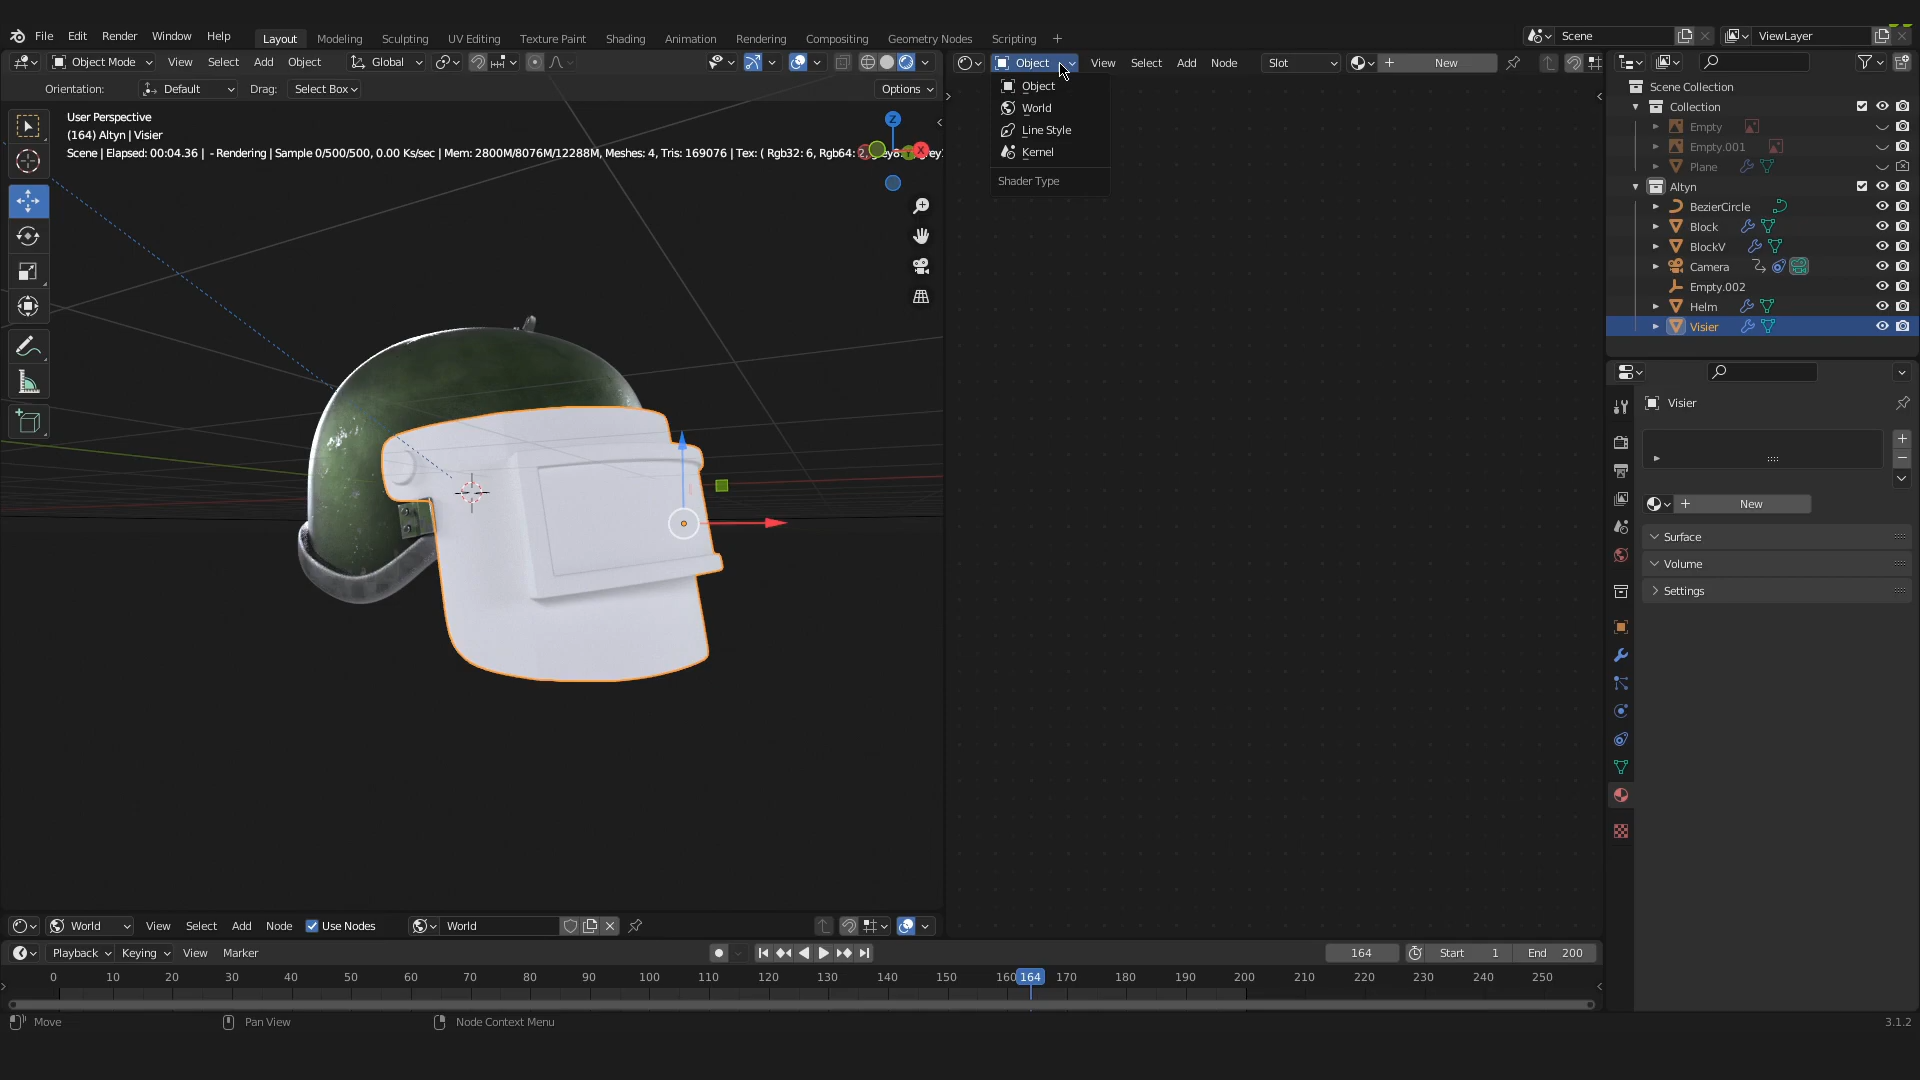 File Edit Render Window Help
Layout Modeling Sculpting UV Editing Texture Paint Shading Animation Rendering Compositing Geometry Nodes Scripting
Scene
ViewLayer
Object Mode View Select Add Object Global
Orientation: Default Drag: Select Box Options
User Perspective
(164) Altyn | Visier
Scene | Elapsed: 00:04.36 | - Rendering | Sample 0/500/500, 0.00 Ks/sec | Mem: 2800M/8076M/12288M, Meshes: 4, Tris: 169076 | Tex: ( Rgb32: 6, Rgb64: 2,
Z
X
Object View Select Add Node Slot New
Object
World
Line Style
Kernel
Shader Type
Scene Collection
Collection
Empty
Empty.001
Plane
Altyn
BezierCircle
Block
BlockV
Camera
Empty.002
Helm
Visier
Visier
New
Surface
Volume
Settings
World View Select Add Node Use Nodes World
Playback Keying View Marker 164 Start 1 End 200
0 10 20 30 40 50 60 70 80 90 100 110 120 130 140 150 160 164 170 180 190 200 210 220 230 240 250
Move Pan View Node Context Menu 3.1.2